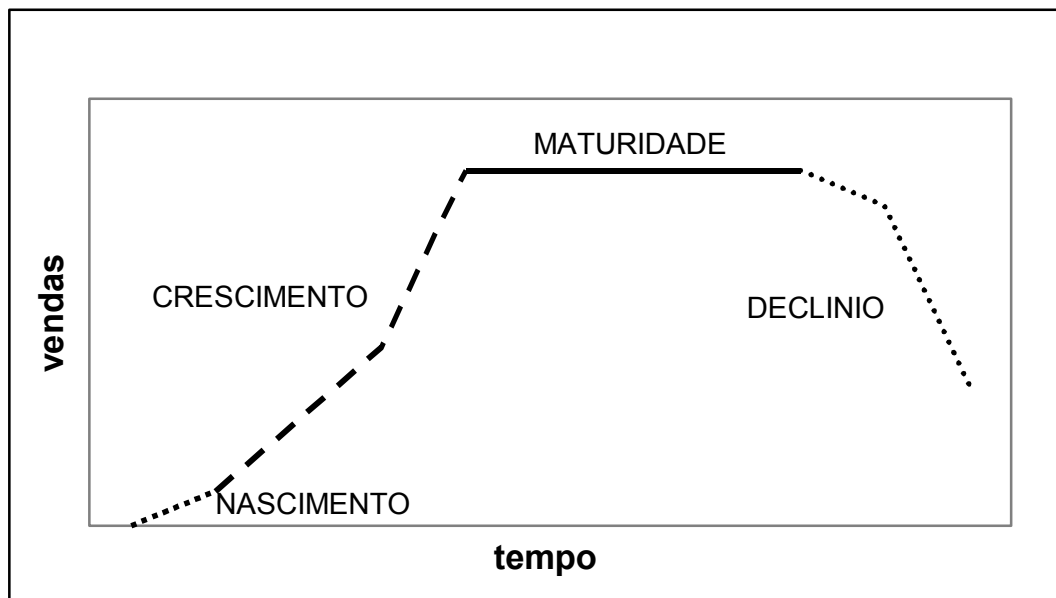 MATURIDADE
CRESCIMENTO
DECLINIO
NASCIMENTO
vendas
tempo